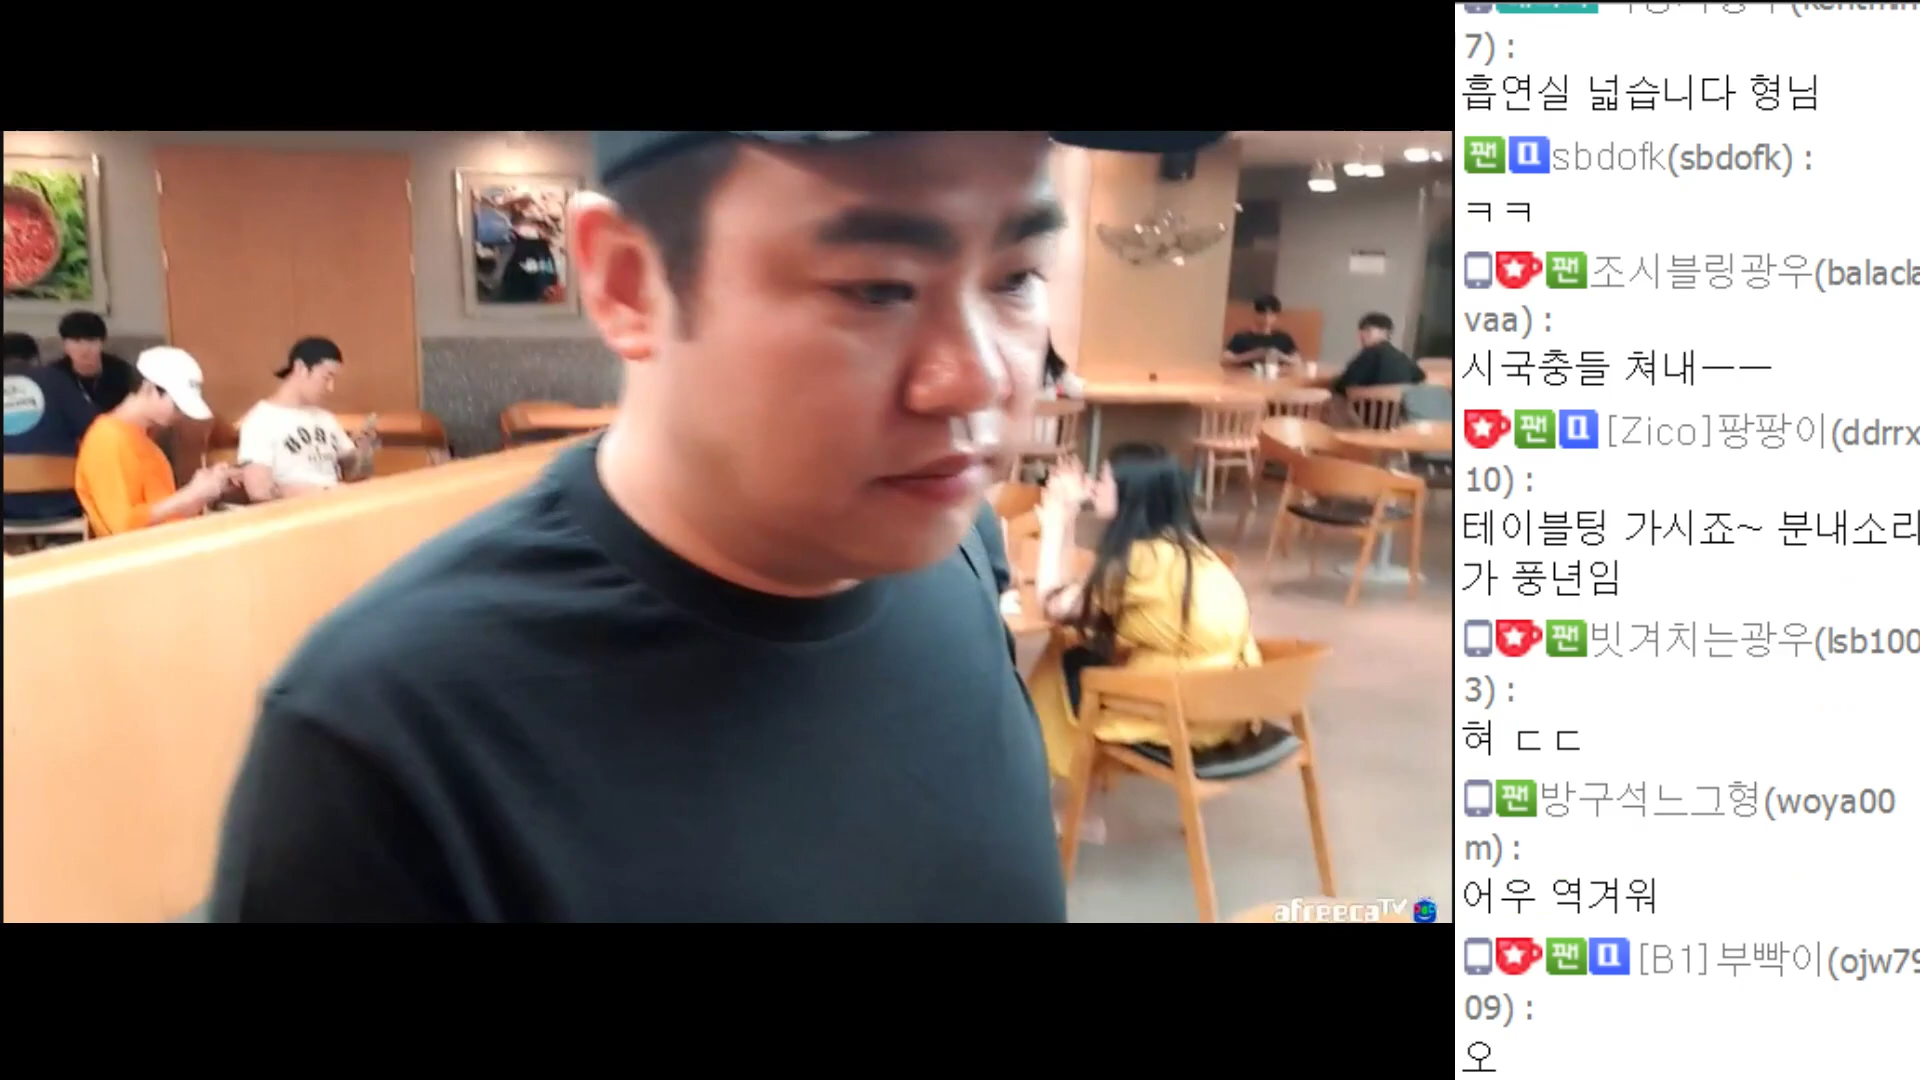 7) :
흡연실 넓습니다 형님
팬 sbdofk(sbdofk) :
ㅋㅋ
팬 조시블링광우(balacla
vaa) :
시국충들 쳐내ㅡㅡ
팬 [Zico]팡팡이(ddrrx
10) :
테이블팅 가시죠~ 분내소리
가 풍년임
팬 빗겨치는광우(lsb100
3) :
혀 ㄷㄷ
팬 방구석느그형(woya00
m) :
어우 역겨워
팬 [B1]부빡이(ojw79
09) :
오
afreecaTV